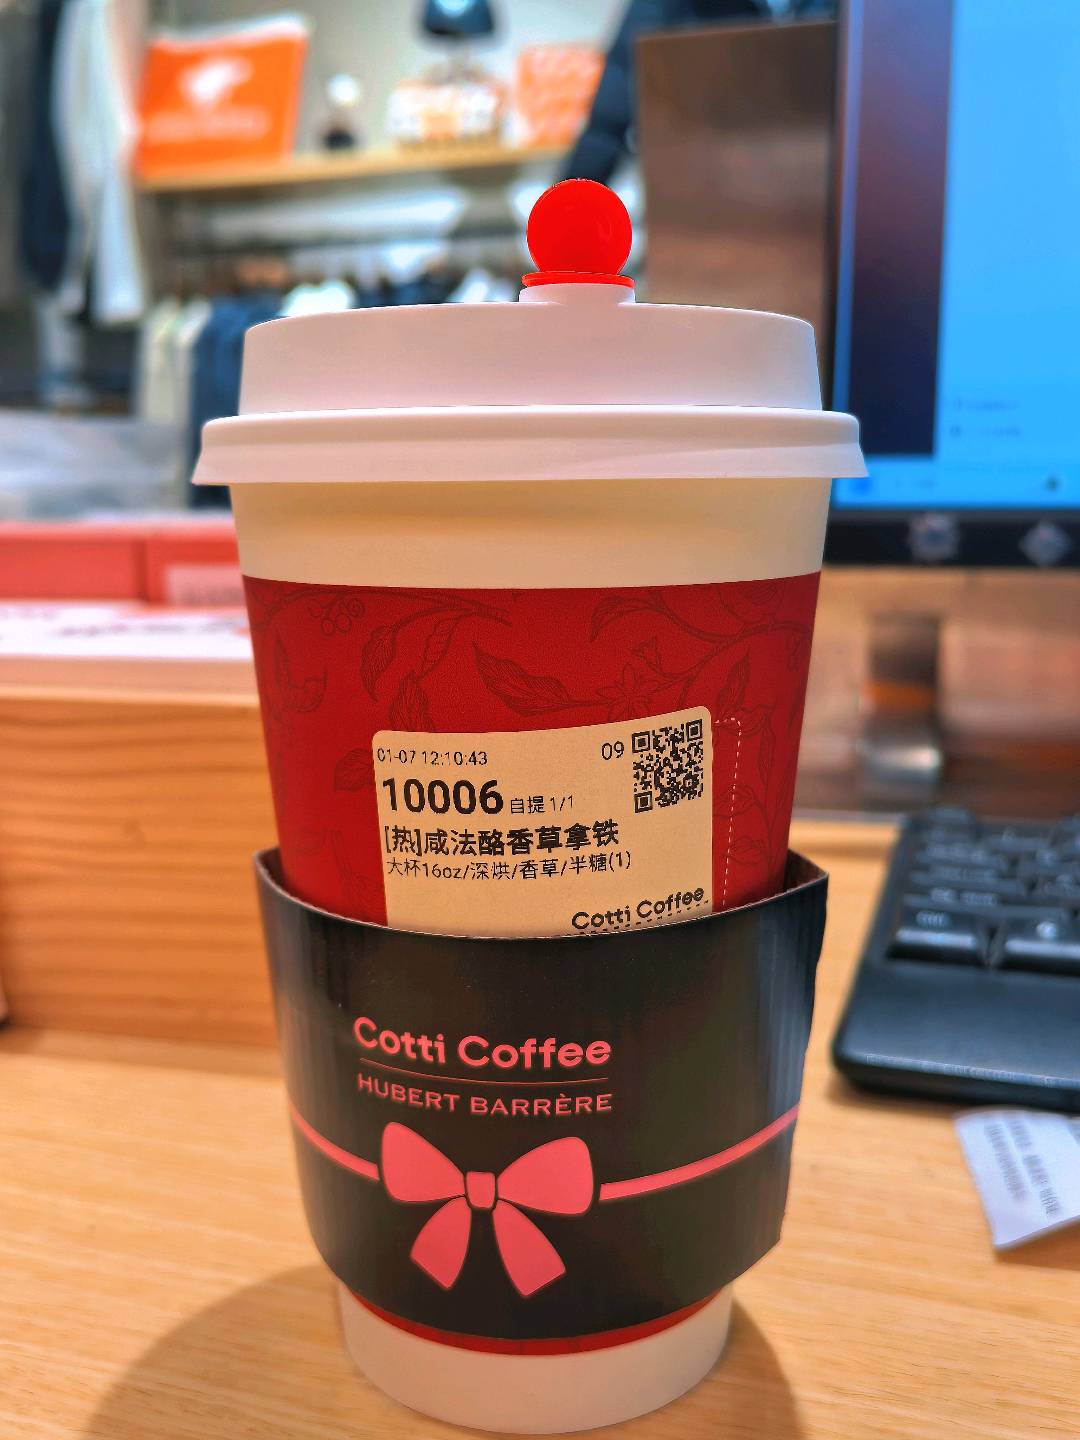 01-07 12:10:43 09
10006 自提 1/1
[热]咸法酪香草拿铁
大杯16oz/深烘/香草/半糖(1)
Cotti Coffee
Cotti Coffee
HUBERT BARRÈRE